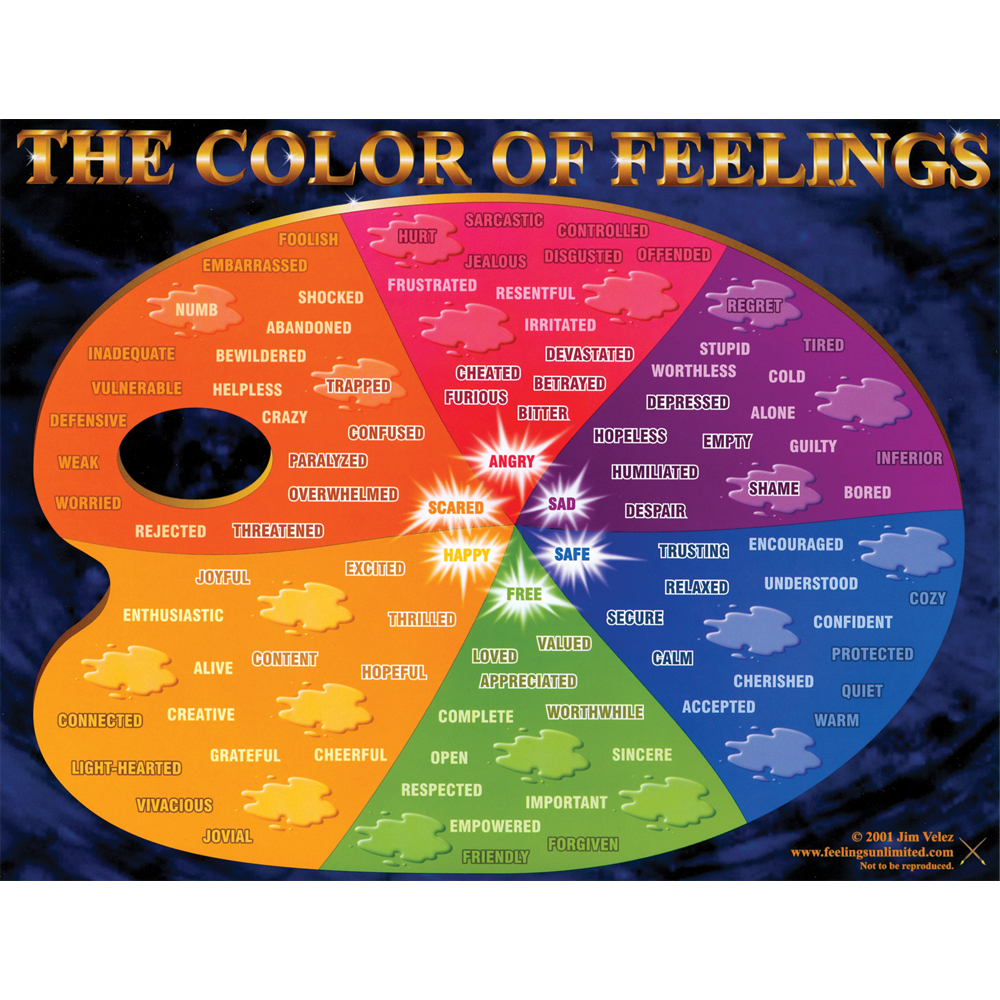 THE COLOR OF FEELINGS
FOOLISH
EMBARRASSED
NUMB
SHOCKED
ABANDONED
INADEQUATE
BEWILDERED
VULNERABLE
HELPLESS
TRAPPED
DEFENSIVE
CRAZY
CONFUSED
WEAK
PARALYZED
OVERWHELMED
WORRIED
REJECTED
THREATENED
SCARED
HURT
SARCASTIC
CONTROLLED
JEALOUS
DISGUSTED
OFFENDED
FRUSTRATED
RESENTFUL
IRRITATED
DEVASTATED
CHEATED
BETRAYED
FURIOUS
BITTER
ANGRY
REGRET
STUPID
TIRED
WORTHLESS
COLD
DEPRESSED
ALONE
HOPELESS
EMPTY
GUILTY
INFERIOR
HUMILIATED
SHAME
BORED
DESPAIR
SAD
HAPPY
JOYFUL
EXCITED
ENTHUSIASTIC
THRILLED
ALIVE
CONTENT
HOPEFUL
CONNECTED
CREATIVE
GRATEFUL
CHEERFUL
LIGHT-HEARTED
VIVACIOUS
JOVIAL
FREE
VALUED
LOVED
APPRECIATED
COMPLETE
WORTHWHILE
OPEN
SINCERE
RESPECTED
IMPORTANT
EMPOWERED
FRIENDLY
FORGIVEN
SAFE
TRUSTING
ENCOURAGED
RELAXED
UNDERSTOOD
COZY
SECURE
CONFIDENT
CALM
PROTECTED
CHERISHED
QUIET
ACCEPTED
WARM
© 2001 Jim Velez
www.feelingsunlimited.com
Not to be reproduced.